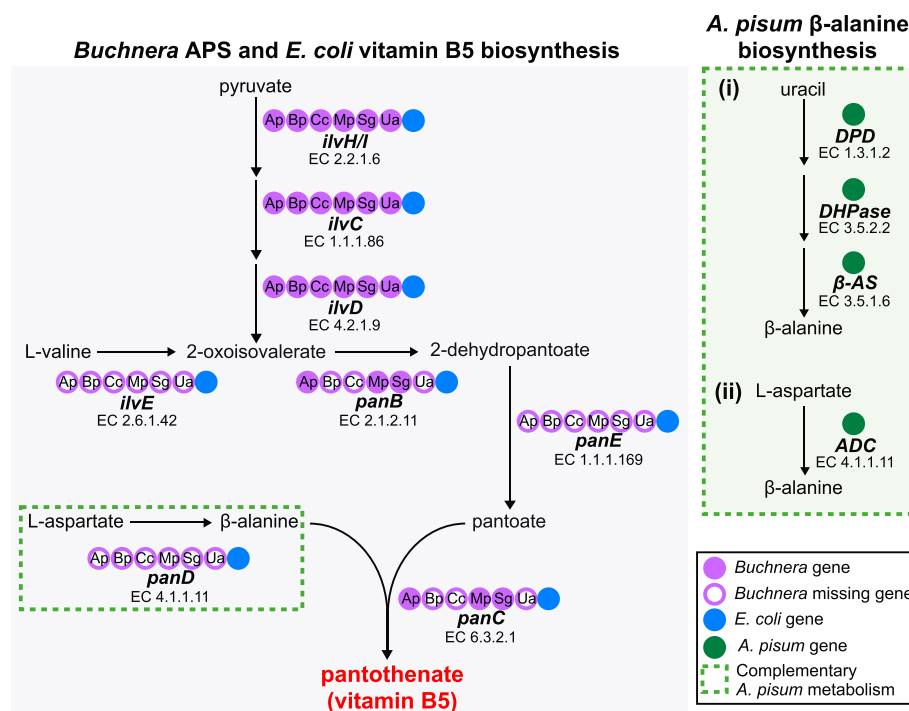 Buchnera APS and E. coli vitamin B5 biosynthesis
pyruvate
Ap Bp Cc Mp Sg Ua
ilvH/I
EC 2.2.1.6
Ap Bp Cc Mp Sg Ua
ilvC
EC 1.1.1.86
Ap Bp Cc Mp Sg Ua
ilvD
EC 4.2.1.9
L-valine
2-oxoisovalerate
2-dehydropantoate
Ap Bp Cc Mp Sg Ua
ilvE
EC 2.6.1.42
Ap Bp Cc Mp Sg Ua
panB
EC 2.1.2.11
Ap Bp Cc Mp Sg Ua
panE
EC 1.1.1.169
L-aspartate
β-alanine
pantoate
Ap Bp Cc Mp Sg Ua
panD
EC 4.1.1.11
Ap Bp Cc Mp Sg Ua
panC
EC 6.3.2.1
pantothenate
(vitamin B5)
A. pisum β-alanine
biosynthesis
(i)
uracil
DPD
EC 1.3.1.2
DHPase
EC 3.5.2.2
β-AS
EC 3.5.1.6
β-alanine
(ii)
L-aspartate
ADC
EC 4.1.1.11
β-alanine
Buchnera gene
Buchnera missing gene
E. coli gene
A. pisum gene
Complementary
A. pisum metabolism